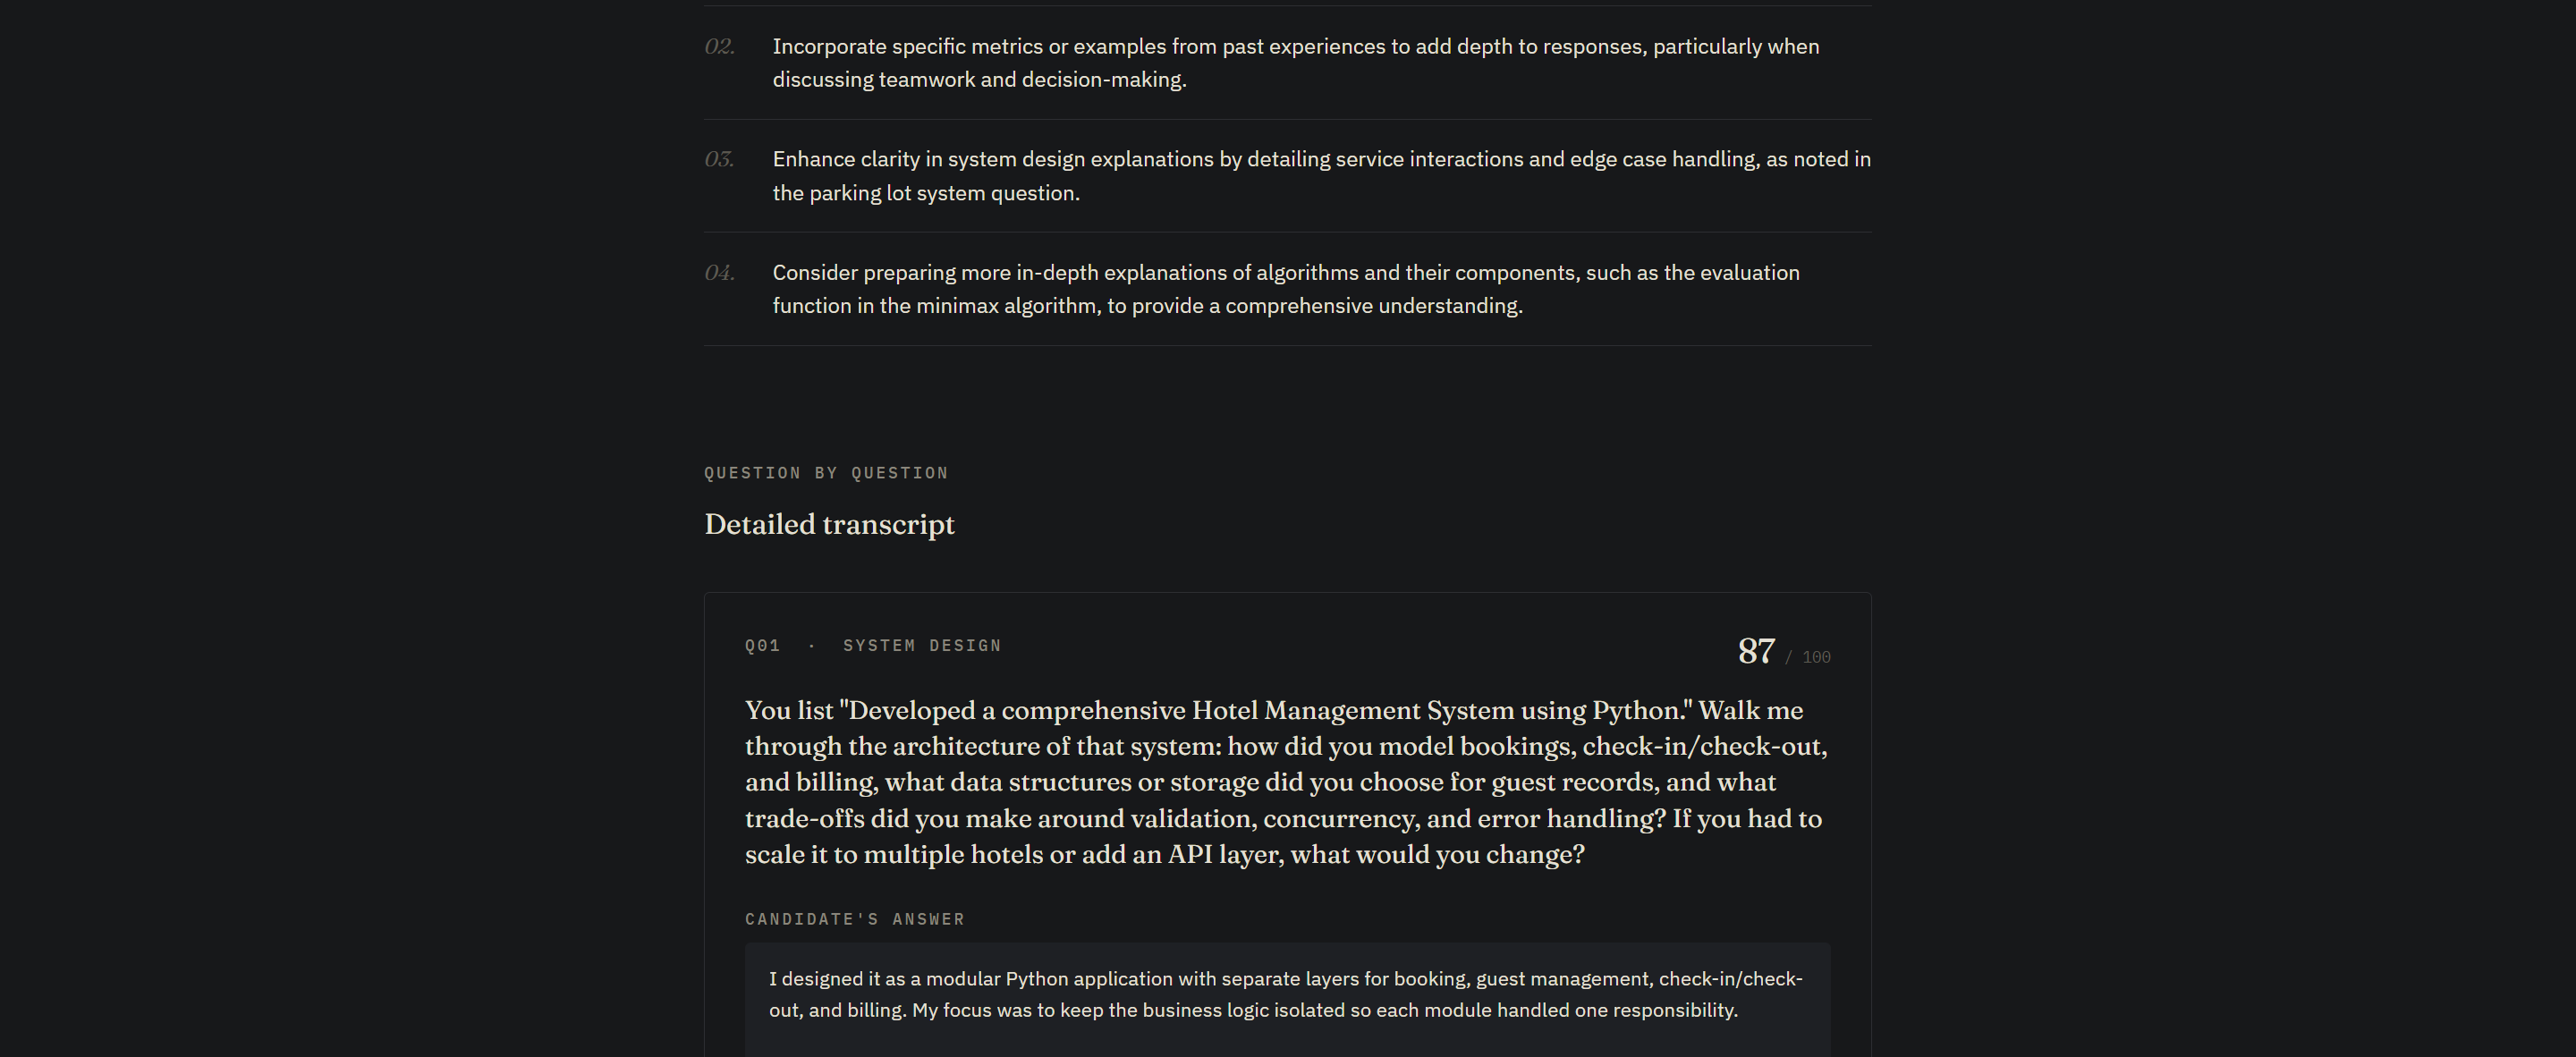 02. Incorporate specific metrics or examples from past experiences to add depth to responses, particularly when
discussing teamwork and decision-making.
03. Enhance clarity in system design explanations by detailing service interactions and edge case handling, as noted in
the parking lot system question.
04. Consider preparing more in-depth explanations of algorithms and their components, such as the evaluation
function in the minimax algorithm, to provide a comprehensive understanding.
QUESTION BY QUESTION
Detailed transcript
Q01 · SYSTEM DESIGN 87 / 100
You list "Developed a comprehensive Hotel Management System using Python." Walk me
through the architecture of that system: how did you model bookings, check-in/check-out,
and billing, what data structures or storage did you choose for guest records, and what
trade-offs did you make around validation, concurrency, and error handling? If you had to
scale it to multiple hotels or add an API layer, what would you change?
CANDIDATE'S ANSWER
I designed it as a modular Python application with separate layers for booking, guest management, check-in/check-
out, and billing. My focus was to keep the business logic isolated so each module handled one responsibility.